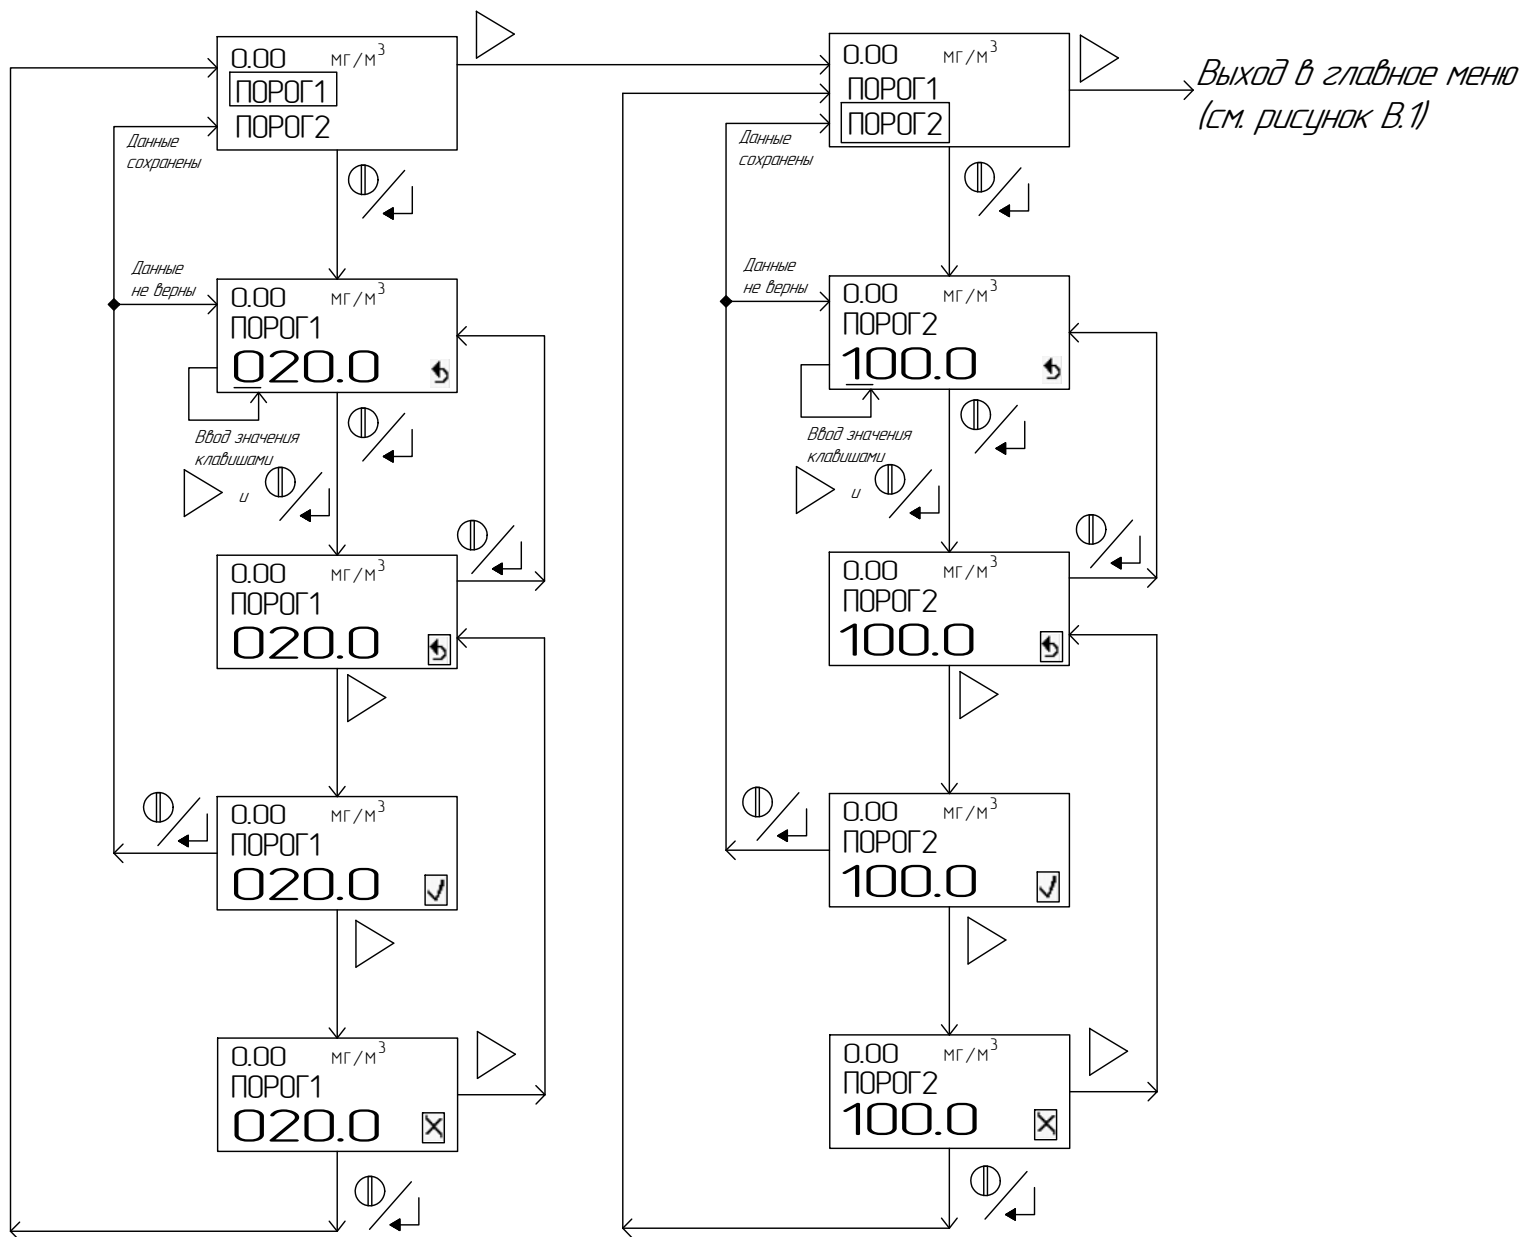 0.00 мг/м³
ПОРОГ1
ПОРОГ2
Данные
сохранены
Данные
не верны
0.00 мг/м³
ПОРОГ1
020.0
Ввод значения
клавишами
и
0.00 мг/м³
ПОРОГ1
020.0
0.00 мг/м³
ПОРОГ1
020.0
0.00 мг/м³
ПОРОГ1
020.0
0.00 мг/м³
ПОРОГ1
ПОРОГ2
Выход в главное меню
(см. рисунок В.1)
Данные
сохранены
Данные
не верны
0.00 мг/м³
ПОРОГ2
100.0
Ввод значения
клавишами
и
0.00 мг/м³
ПОРОГ2
100.0
0.00 мг/м³
ПОРОГ2
100.0
0.00 мг/м³
ПОРОГ2
100.0